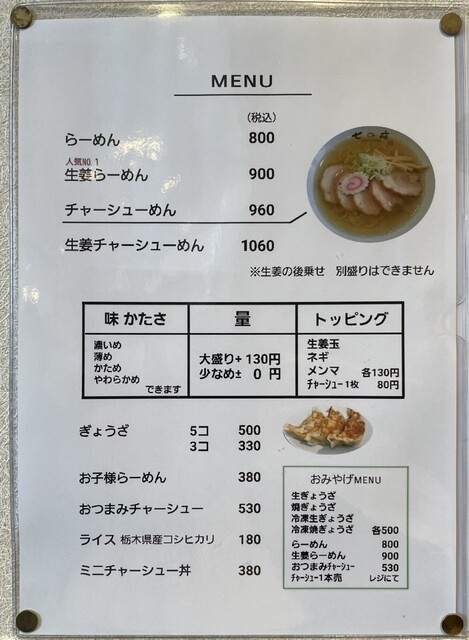 MENU
(税込)
らーめん 800
人気NO.1
生姜らーめん 900
チャーシューめん 960
生姜チャーシューめん 1060
※生姜の後乗せ 別盛りはできません
味 かたさ
濃いめ
薄め
かため
やわらかめ
できます
量
大盛り+130円
少なめ± 0 円
トッピング
生姜玉
ネギ
メンマ 各130円
チャーシュー1枚 80円
ぎょうざ 5コ 500
3コ 330
お子様らーめん 380
おつまみチャーシュー 530
ライス 栃木県産コシヒカリ 180
ミニチャーシュー丼 380
おみやげMENU
生ぎょうざ
焼ぎょうざ
冷凍生ぎょうざ
冷凍焼ぎょうざ 各500
らーめん 800
生姜らーめん 900
おつまみチャーシュー 530
チャーシュー1本売 レジにて